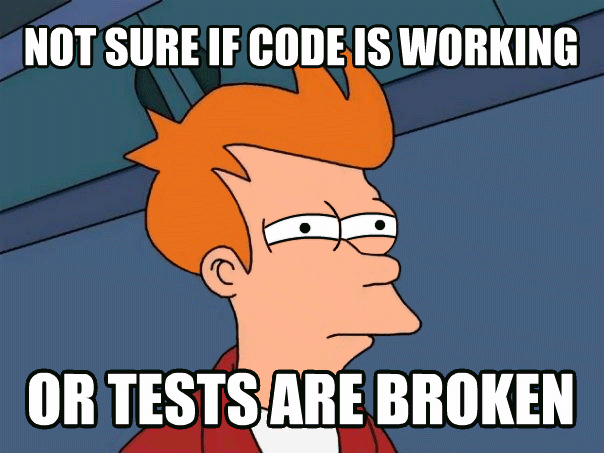 NOT SURE IF CODE IS WORKING
OR TESTS ARE BROKEN